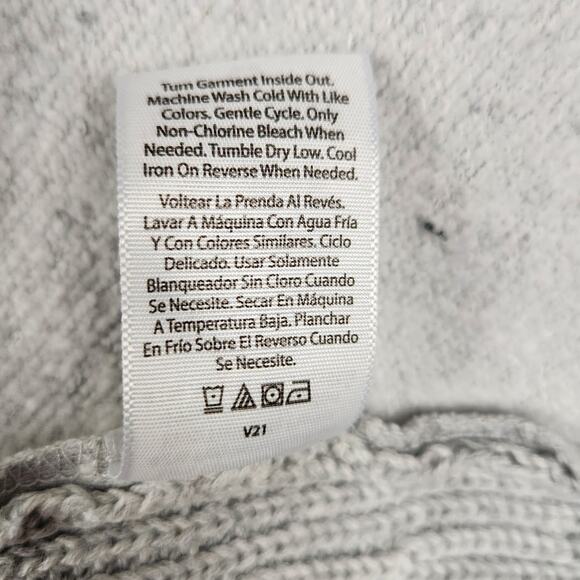 Turn Garment Inside Out.
Machine Wash Cold With Like
Colors. Gentle Cycle. Only
Non-Chlorine Bleach When
Needed. Tumble Dry Low. Cool
Iron On Reverse When Needed.
Voltear La Prenda Al Revés.
Lavar A Máquina Con Agua Fría
Y Con Colores Similares. Ciclo
Delicado. Usar Solamente
Blanqueador Sin Cloro Cuando
Se Necesite. Secar En Máquina
A Temperatura Baja. Planchar
En Frío Sobre El Reverso Cuando
Se Necesite.
V21